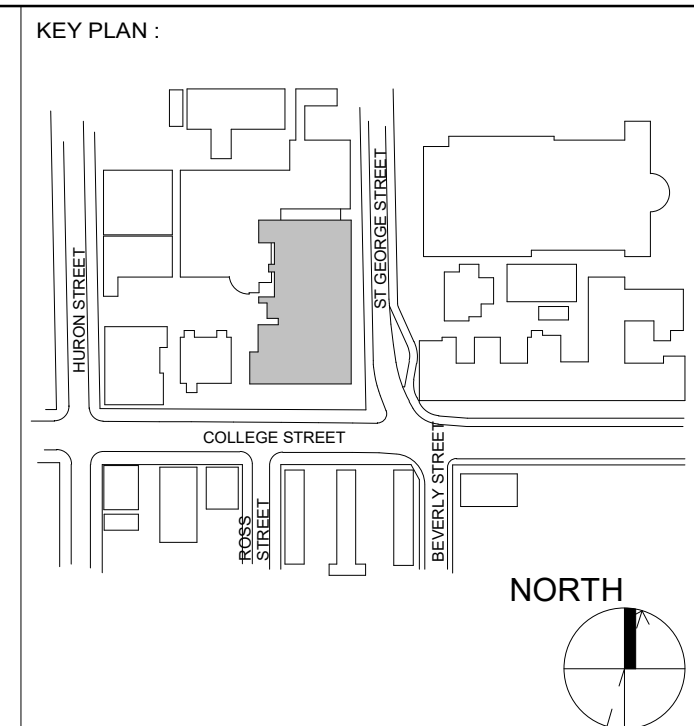 KEY PLAN :
HURON STREET
ST GEORGE STREET
COLLEGE STREET
ROSS
STREET
BEVERLY STREET
NORTH